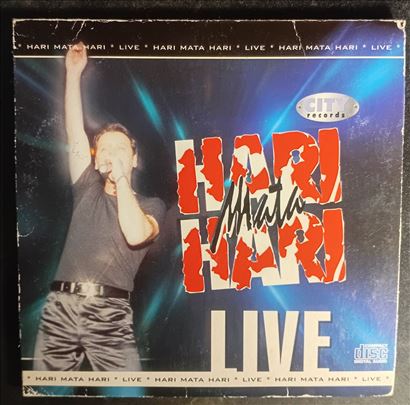 * HARI MATA HARI * LIVE * HARI MATA HARI * LIVE * HARI MATA HARI * LIVE *
CITY
records
HARI
Mata
HARI
LIVE
COMPACT
disc
DIGITAL AUDIO
* HARI MATA HARI * LIVE * HARI MATA HARI * LIVE * HARI MATA HARI * LIVE *